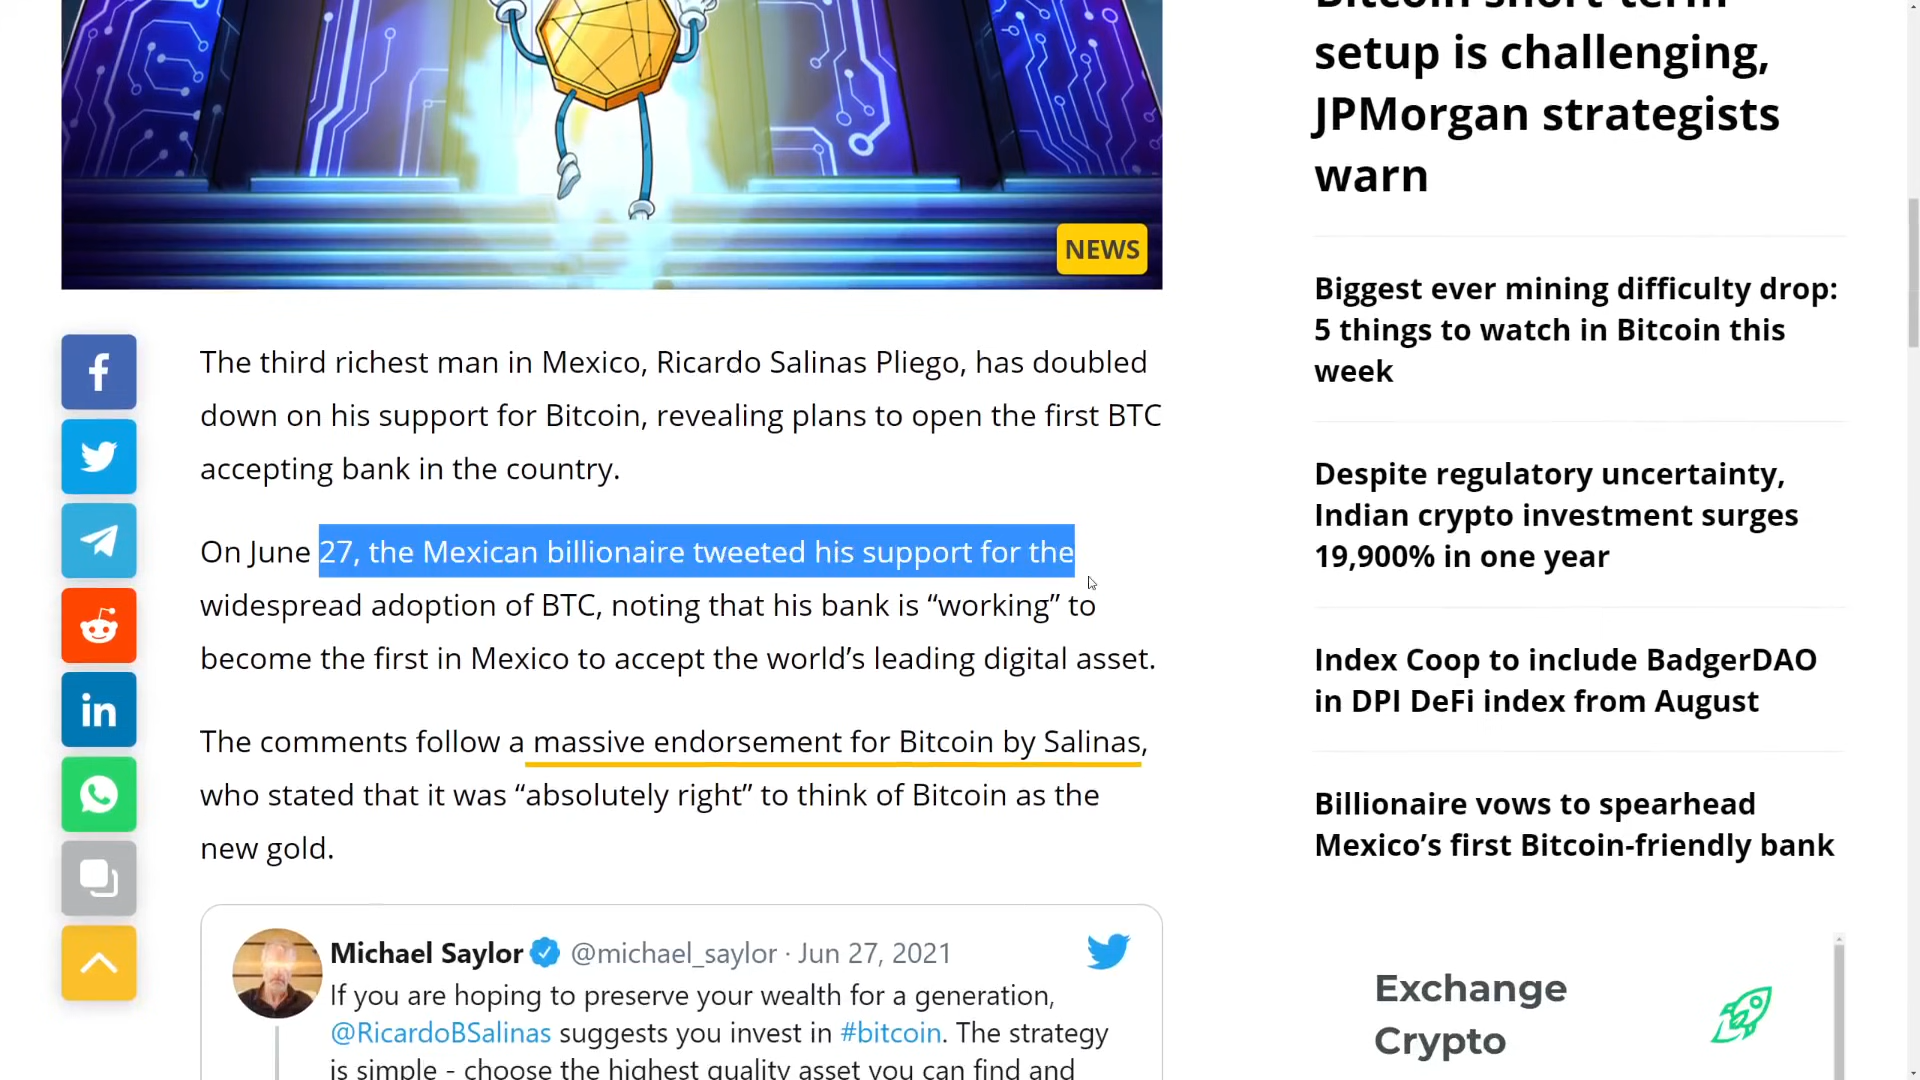 NEWS
The third richest man in Mexico, Ricardo Salinas Pliego, has doubled
down on his support for Bitcoin, revealing plans to open the first BTC
accepting bank in the country.
On June 27, the Mexican billionaire tweeted his support for the
widespread adoption of BTC, noting that his bank is “working” to
become the first in Mexico to accept the world’s leading digital asset.
The comments follow a massive endorsement for Bitcoin by Salinas,
who stated that it was “absolutely right” to think of Bitcoin as the
new gold.
Michael Saylor @michael_saylor · Jun 27, 2021
If you are hoping to preserve your wealth for a generation,
@RicardoBSalinas suggests you invest in #bitcoin. The strategy
is simple - choose the highest quality asset you can find and
Bitcoin short-term
setup is challenging,
JPMorgan strategists
warn
Biggest ever mining difficulty drop:
5 things to watch in Bitcoin this
week
Despite regulatory uncertainty,
Indian crypto investment surges
19,900% in one year
Index Coop to include BadgerDAO
in DPI DeFi index from August
Billionaire vows to spearhead
Mexico’s first Bitcoin-friendly bank
Exchange
Crypto